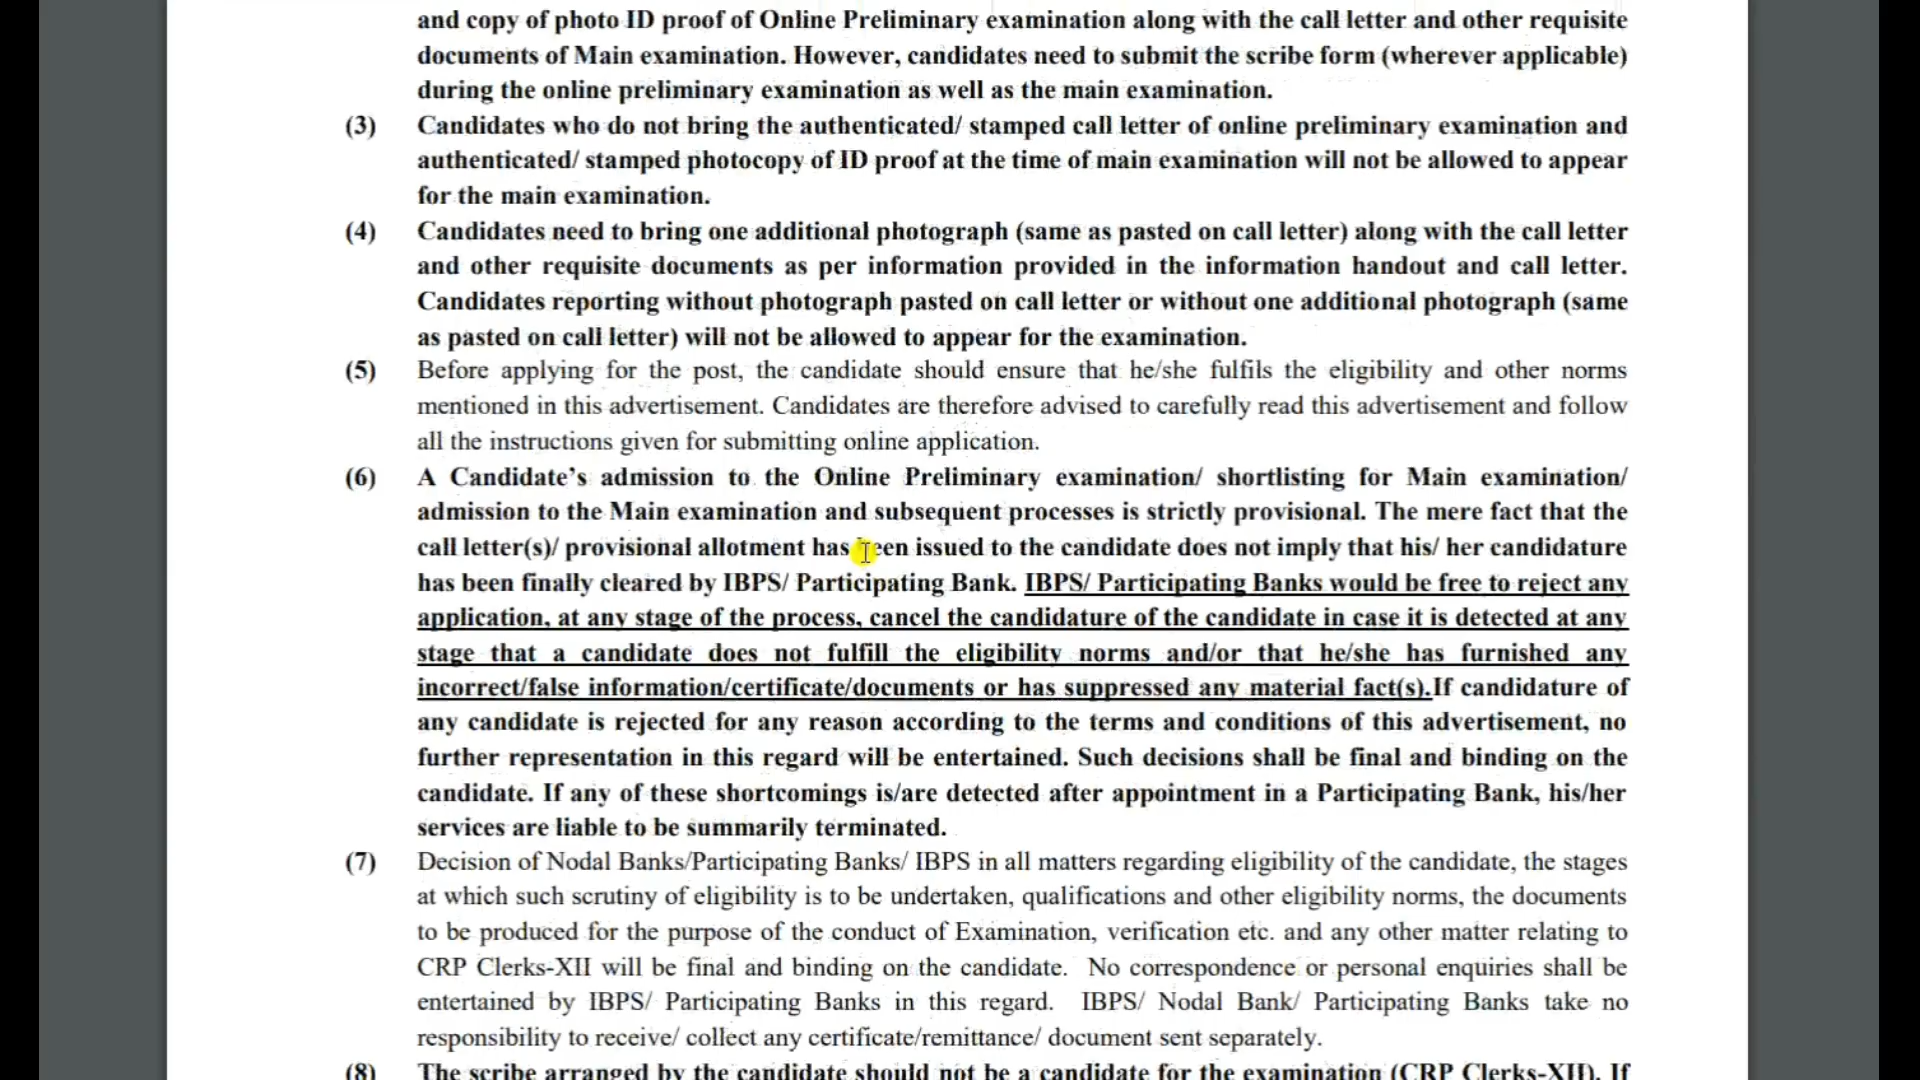 and copy of photo ID proof of Online Preliminary examination along with the call letter and other requisite
documents of Main examination. However, candidates need to submit the scribe form (wherever applicable)
during the online preliminary examination as well as the main examination.
(3) Candidates who do not bring the authenticated/ stamped call letter of online preliminary examination and
authenticated/ stamped photocopy of ID proof at the time of main examination will not be allowed to appear
for the main examination.
(4) Candidates need to bring one additional photograph (same as pasted on call letter) along with the call letter
and other requisite documents as per information provided in the information handout and call letter.
Candidates reporting without photograph pasted on call letter or without one additional photograph (same
as pasted on call letter) will not be allowed to appear for the examination.
(5) Before applying for the post, the candidate should ensure that he/she fulfils the eligibility and other norms
mentioned in this advertisement. Candidates are therefore advised to carefully read this advertisement and follow
all the instructions given for submitting online application.
(6) A Candidate’s admission to the Online Preliminary examination/ shortlisting for Main examination/
admission to the Main examination and subsequent processes is strictly provisional. The mere fact that the
call letter(s)/ provisional allotment has been issued to the candidate does not imply that his/ her candidature
has been finally cleared by IBPS/ Participating Bank. IBPS/ Participating Banks would be free to reject any
application, at any stage of the process, cancel the candidature of the candidate in case it is detected at any
stage that a candidate does not fulfill the eligibility norms and/or that he/she has furnished any
incorrect/false information/certificate/documents or has suppressed any material fact(s).If candidature of
any candidate is rejected for any reason according to the terms and conditions of this advertisement, no
further representation in this regard will be entertained. Such decisions shall be final and binding on the
candidate. If any of these shortcomings is/are detected after appointment in a Participating Bank, his/her
services are liable to be summarily terminated.
(7) Decision of Nodal Banks/Participating Banks/ IBPS in all matters regarding eligibility of the candidate, the stages
at which such scrutiny of eligibility is to be undertaken, qualifications and other eligibility norms, the documents
to be produced for the purpose of the conduct of Examination, verification etc. and any other matter relating to
CRP Clerks-XII will be final and binding on the candidate. No correspondence or personal enquiries shall be
entertained by IBPS/ Participating Banks in this regard. IBPS/ Nodal Bank/ Participating Banks take no
responsibility to receive/ collect any certificate/remittance/ document sent separately.
(8) The scribe arranged by the candidate should not be a candidate for the examination (CRP Clerks-XII). If